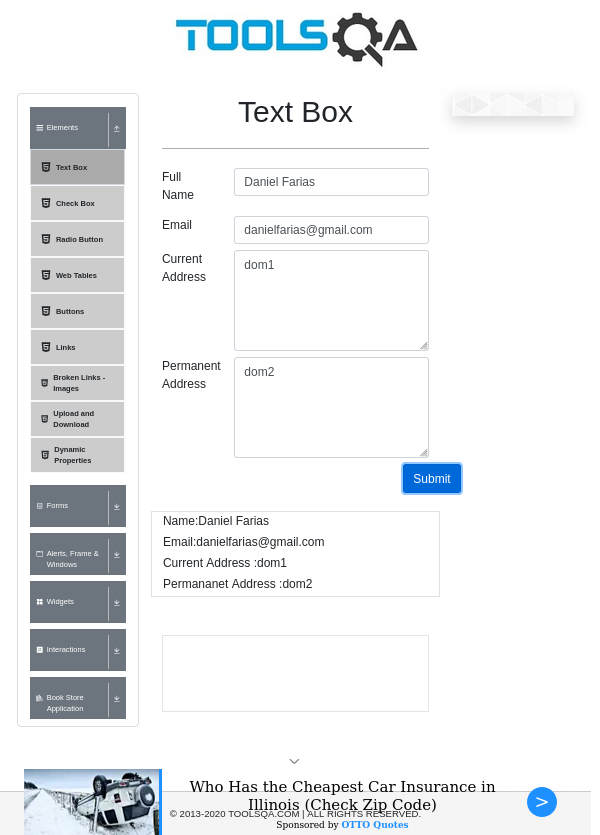 TOOLSQA
Text Box
Elements
Text Box
Check Box
Radio Button
Web Tables
Buttons
Links
Broken Links -
Images
Upload and
Download
Dynamic
Properties
Forms
Alerts, Frame &
Windows
Widgets
Interactions
Book Store
Application
Full
Name
Daniel Farias
Email
danielfarias@gmail.com
Current
Address
dom1
Permanent
Address
dom2
Submit
Name:Daniel Farias
Email:danielfarias@gmail.com
Current Address :dom1
Permananet Address :dom2
Who Has the Cheapest Car Insurance in
Illinois (Check Zip Code)
© 2013-2020 TOOLSQA.COM | ALL RIGHTS RESERVED.
Sponsored by OTTO Quotes